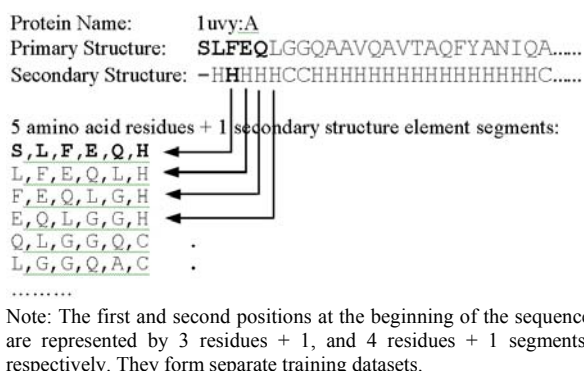 Protein Name: 1uvy:A
Primary Structure: SLFEQLGGQAAVQAVTAQFYANIQA......
Secondary Structure: -HHHHHCCHHHHHHHHHHHHHHHHC......
5 amino acid residues + 1 secondary structure element segments:
S,L,F,E,Q,H
L,F,E,Q,L,H
F,E,Q,L,G,H
E,Q,L,G,G,H
Q,L,G,G,Q,C .
L,G,G,Q,A,C .
.........
Note: The first and second positions at the beginning of the sequence
are represented by 3 residues + 1, and 4 residues + 1 segments
respectively. They form separate training datasets.